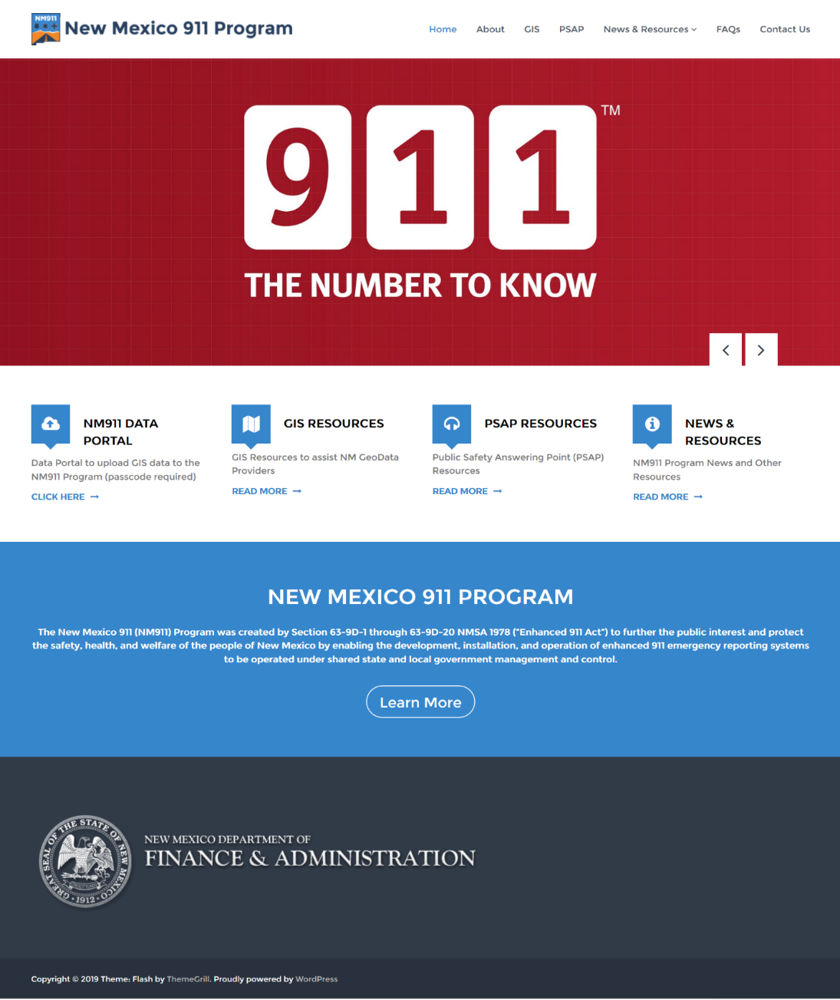 NM911
New Mexico 911 Program
Home About GIS PSAP News & Resources FAQs Contact Us
911 TM
THE NUMBER TO KNOW
NM911 DATA
PORTAL
Data Portal to upload GIS data to the
NM911 Program (passcode required)
CLICK HERE →
GIS RESOURCES
GIS Resources to assist NM GeoData
Providers
READ MORE →
PSAP RESOURCES
Public Safety Answering Point (PSAP)
Resources
READ MORE →
NEWS &
RESOURCES
NM911 Program News and Other
Resources
READ MORE →
NEW MEXICO 911 PROGRAM
The New Mexico 911 (NM911) Program was created by Section 63-9D-1 through 63-9D-20 NMSA 1978 ("Enhanced 911 Act") to further the public interest and protect
the safety, health, and welfare of the people of New Mexico by enabling the development, installation, and operation of enhanced 911 emergency reporting systems
to be operated under shared state and local government management and control.
Learn More
GREAT SEAL OF THE STATE OF NEW MEXICO
·1912·
NEW MEXICO DEPARTMENT OF
FINANCE & ADMINISTRATION
Copyright © 2019 Theme: Flash by ThemeGrill. Proudly powered by WordPress